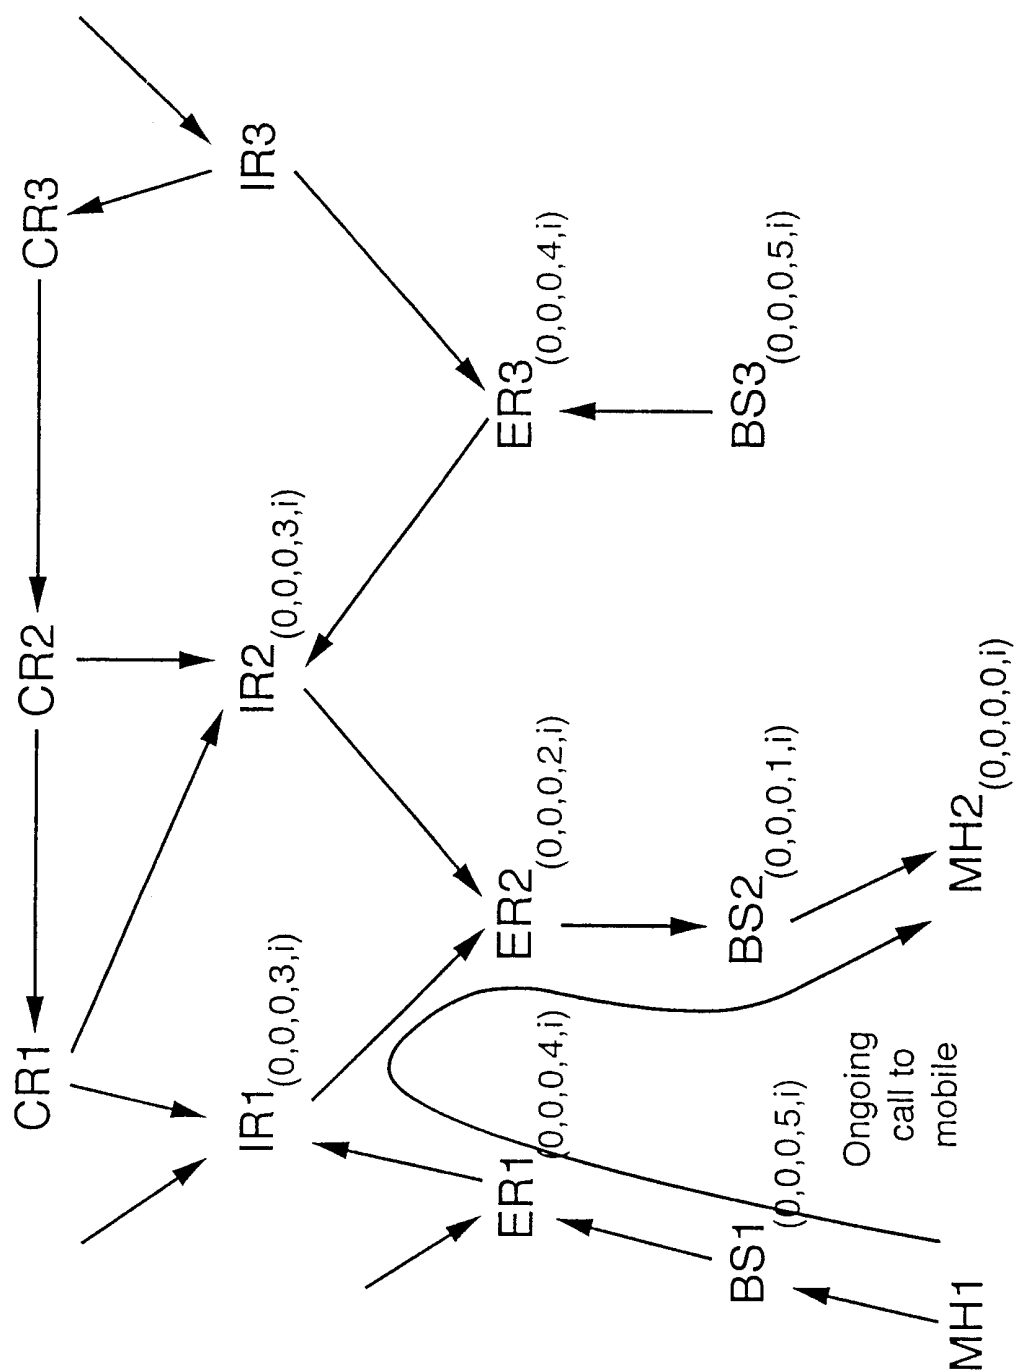 CR1
CR2
CR3
IR1
(0,0,0,3,i)
IR2
(0,0,0,3,i)
IR3
ER1
(0,0,0,4,i)
ER2
(0,0,0,2,i)
ER3
(0,0,0,4,i)
BS1
(0,0,0,5,i)
BS2
(0,0,0,1,i)
BS3
(0,0,0,5,i)
Ongoing
call to
mobile
MH1
MH2
(0,0,0,0,i)